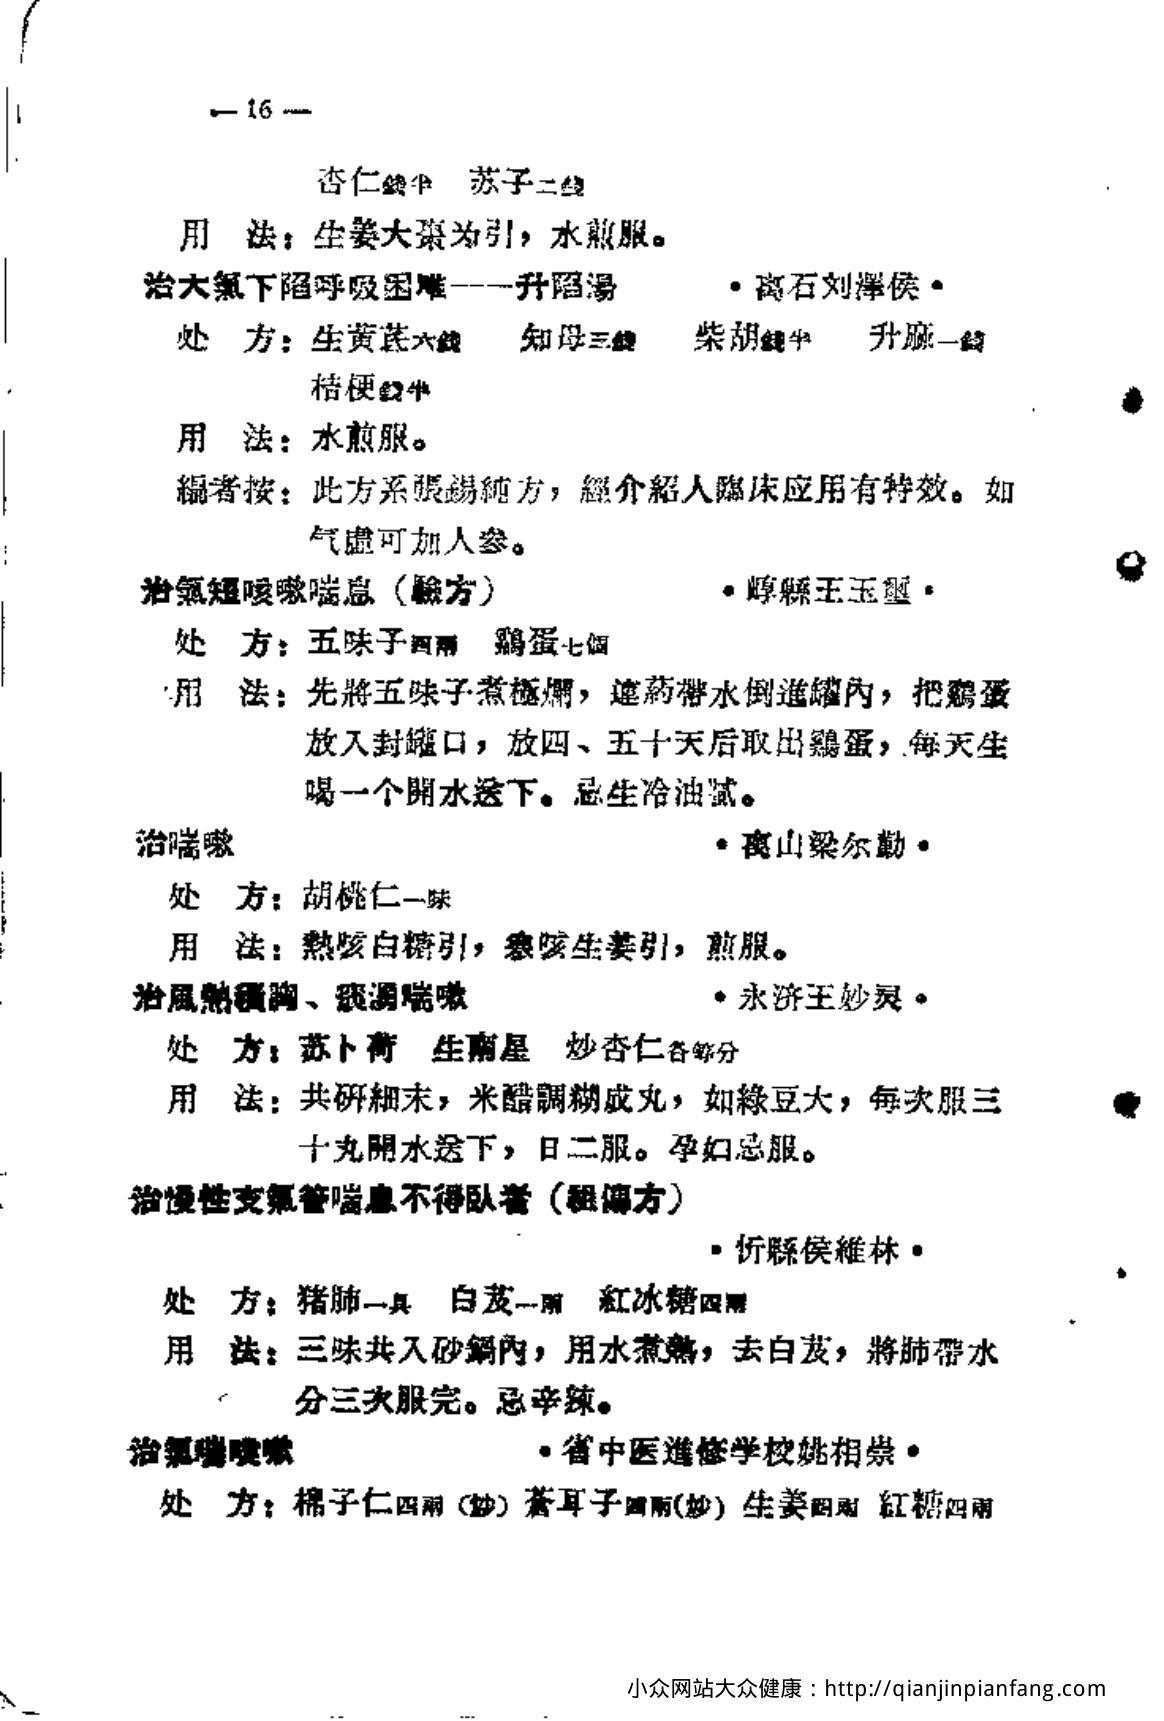 — 16 —
杏仁錢半　苏子二錢
用　法：生姜大棗为引，水煎服。
治大氣下陷呼吸困难——升陷湯　　•离石刘澤侯•
处　方：生黄芪六錢　知母三錢　柴胡錢半　升麻一錢
桔梗錢半
用　法：水煎服。
編者按：此方系張錫純方，經介紹人臨床应用有特效。如
气虛可加人参。
治氣短咳嗽喘息（驗方）　　•崞縣王玉璽•
处　方：五味子四兩　鷄蛋七個
用　法：先將五味子煮極爛，連葯帶水倒進罐內，把鷄蛋
放入封罐口，放四、五十天后取出鷄蛋，每天生
喝一个開水送下。忌生冷油膩。
治喘嗽　　•离山梁尔勤•
处　方：胡桃仁一味
用　法：熱咳白糖引，寒咳生姜引，煎服。
治風熱積胸、痰涌喘嗽　　•永济王妙灵•
处　方：苏卜荷　生南星　炒杏仁各等分
用　法：共研細末，米醋調糊成丸，如綠豆大，每次服三
十丸開水送下，日二服。孕妇忌服。
治慢性支氣管喘息不得臥者（祖傳方）
•忻縣侯維林•
处　方：猪肺一具　白芨一兩　紅冰糖四兩
用　法：三味共入砂鍋內，用水煮熟，去白芨，將肺帶水
分三次服完。忌辛辣。
治氣喘咳嗽　　•省中医進修学校姚相崇•
处　方：棉子仁四兩（炒）蒼耳子四兩(炒) 生姜四兩　紅糖四兩
小众网站大众健康：http://qianjinpianfang.com